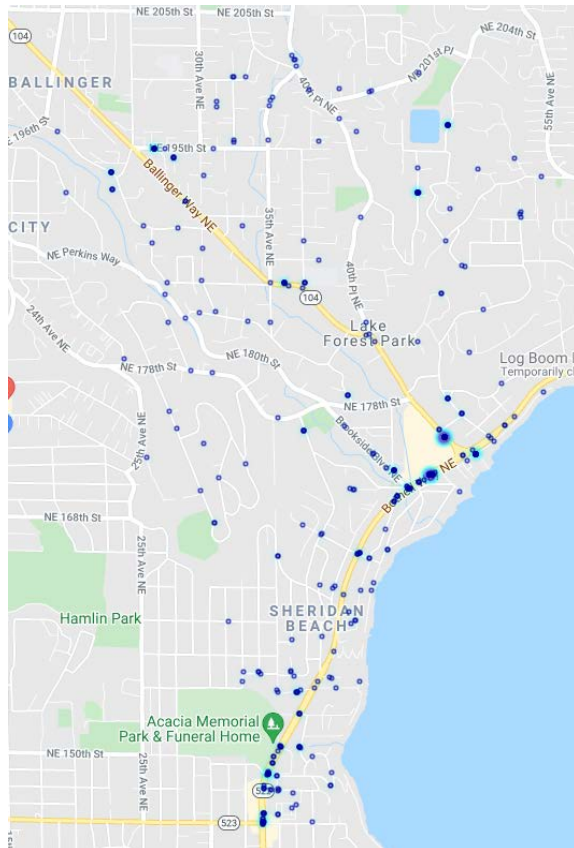 NE 205th St
NE 205th St
NE 204th St
104
30th Ave NE
40th Pl NE
NE 201st Pl
55th Ave NE
BALLINGER
NE 196th St
NE 195th St
Ballinger Way NE
35th Ave NE
CITY
NE Perkins Way
40th Pl NE
24th Ave NE
104
Lake
Forest Park
NE 180th St
Log Boom
Temporarily cl
NE 178th St
NE 178th St
25th Ave NE
Brookside Blvd NE
NE
NE 168th St
25th Ave NE
SHERIDAN
BEACH
Hamlin Park
Acacia Memorial
Park & Funeral Home
NE 150th St
25th Ave NE
522
523